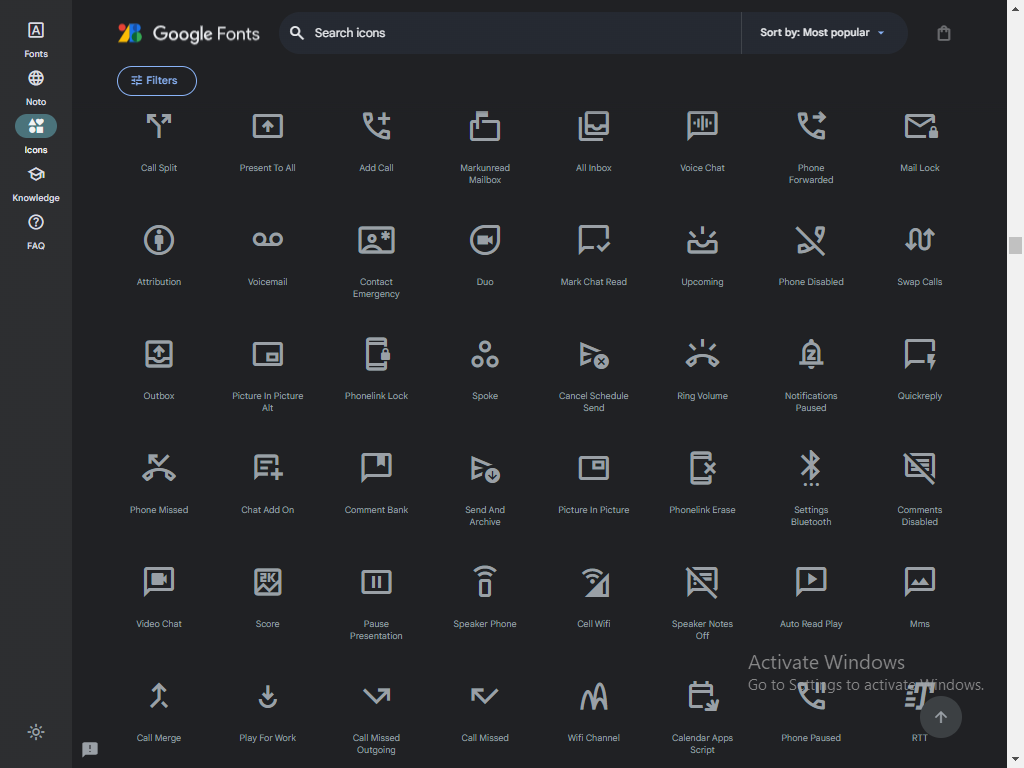 Fonts
Noto
Icons
Knowledge
FAQ
Google Fonts
Search icons
Sort by: Most popular
Filters
Call Split
Present To All
Add Call
Markunread
Mailbox
All Inbox
Voice Chat
Phone
Forwarded
Mail Lock
Attribution
Voicemail
Contact
Emergency
Duo
Mark Chat Read
Upcoming
Phone Disabled
Swap Calls
Outbox
Picture In Picture
Alt
Phonelink Lock
Spoke
Cancel Schedule
Send
Ring Volume
Notifications
Paused
Quickreply
Phone Missed
Chat Add On
Comment Bank
Send And
Archive
Picture In Picture
Phonelink Erase
Settings
Bluetooth
Comments
Disabled
Video Chat
2K
Score
Pause
Presentation
Speaker Phone
Cell Wifi
Speaker Notes
Off
Auto Read Play
Mms
Activate Windows
Go to Settings to activate Windows.
Call Merge
Play For Work
Call Missed
Outgoing
Call Missed
Wifi Channel
Calendar Apps
Script
Phone Paused
RTT